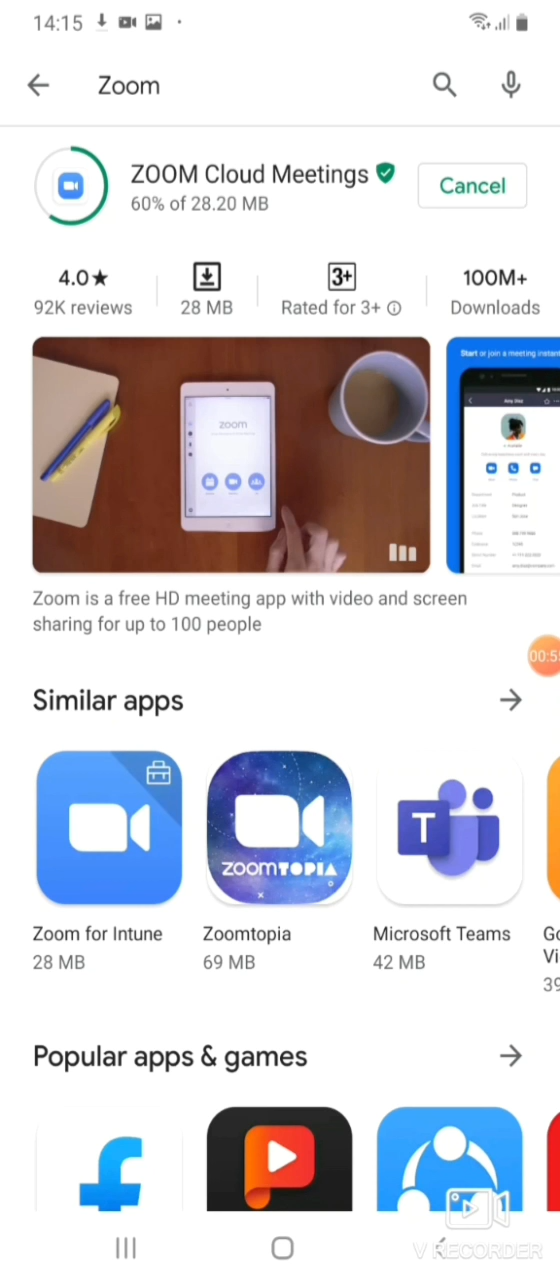 14:15
Zoom
ZOOM Cloud Meetings
60% of 28.20 MB
Cancel
4.0★
92K reviews
28 MB
3+
Rated for 3+
100M+
Downloads
zoom
Start or join a meeting instant
Zoom is a free HD meeting app with video and screen
sharing for up to 100 people
00:5
Similar apps
T
ZOOMTOPIA
Zoom for Intune
28 MB
Zoomtopia
69 MB
Microsoft Teams
42 MB
Go
Vi
39
Popular apps & games
V RECORDER